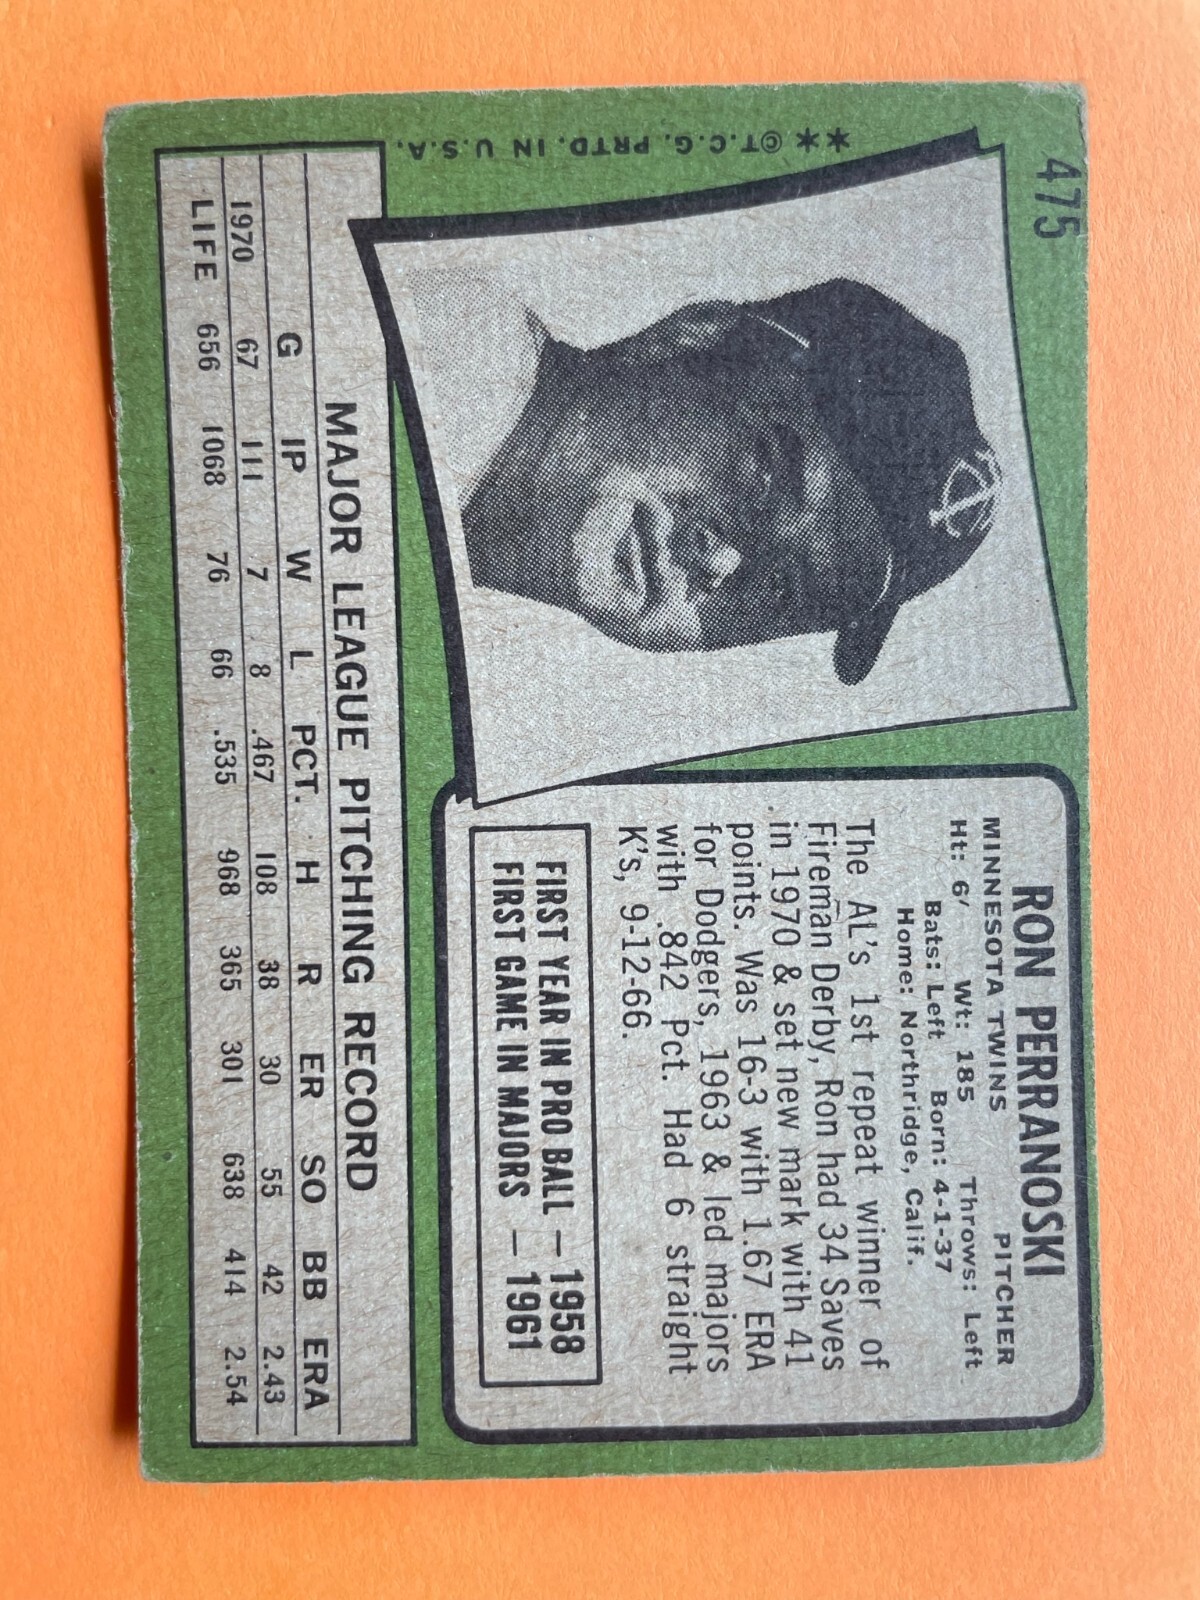 475
RON PERRANOSKI
MINNESOTA TWINS PITCHER
Ht: 6' Wt: 185 Throws: Left
Bats: Left Born: 4-1-37
Home: Northridge, Calif.
The AL's 1st repeat winner of
Fireman Derby, Ron had 34 Saves
in 1970 & set new mark with 41
points. Was 16-3 with 1.67 ERA
for Dodgers, 1963 & led majors
with .842 Pct. Had 6 straight
K's, 9-12-66.
FIRST YEAR IN PRO BALL — 1958
FIRST GAME IN MAJORS — 1961
TC
**©T.C.G. PRTD. IN U.S.A.
MAJOR LEAGUE PITCHING RECORD
G IP W L PCT. H R ER SO BB ERA
1970 67 111 7 8 .467 108 38 30 55 42 2.43
LIFE 656 1068 76 66 .535 968 365 301 638 414 2.54